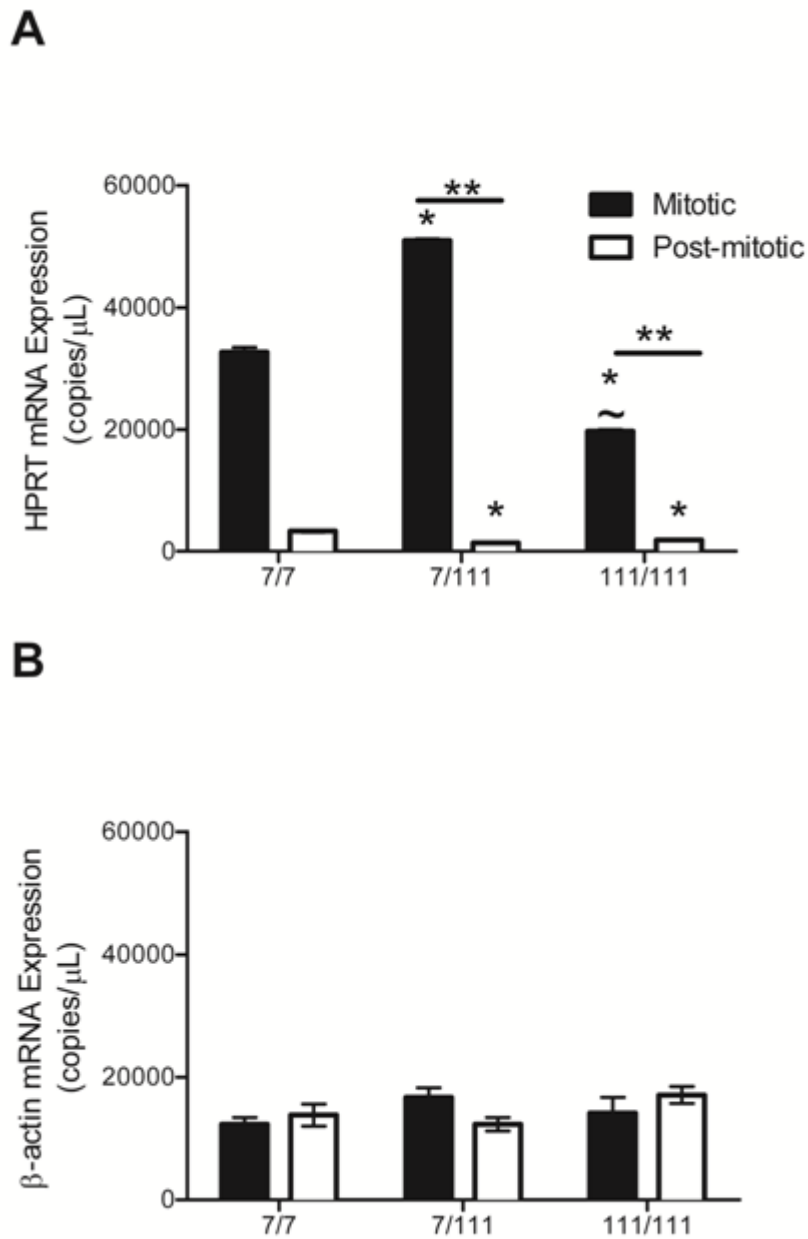 A
HPRT mRNA Expression
(copies/μL)
60000
40000
20000
0
** 
*
Mitotic
Post-mitotic
**
*
~
*
*
7/7
7/111
111/111
B
β-actin mRNA Expression
(copies/μL)
60000
40000
20000
0
7/7
7/111
111/111